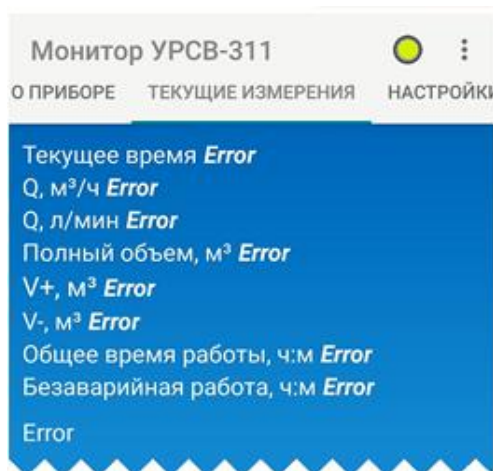 Монитор УРСВ-311
О ПРИБОРЕ ТЕКУЩИЕ ИЗМЕРЕНИЯ НАСТРОЙКИ
Текущее время Error
Q, м³/ч Error
Q, л/мин Error
Полный объем, м³ Error
V+, м³ Error
V-, м³ Error
Общее время работы, ч:м Error
Безаварийная работа, ч:м Error
Error